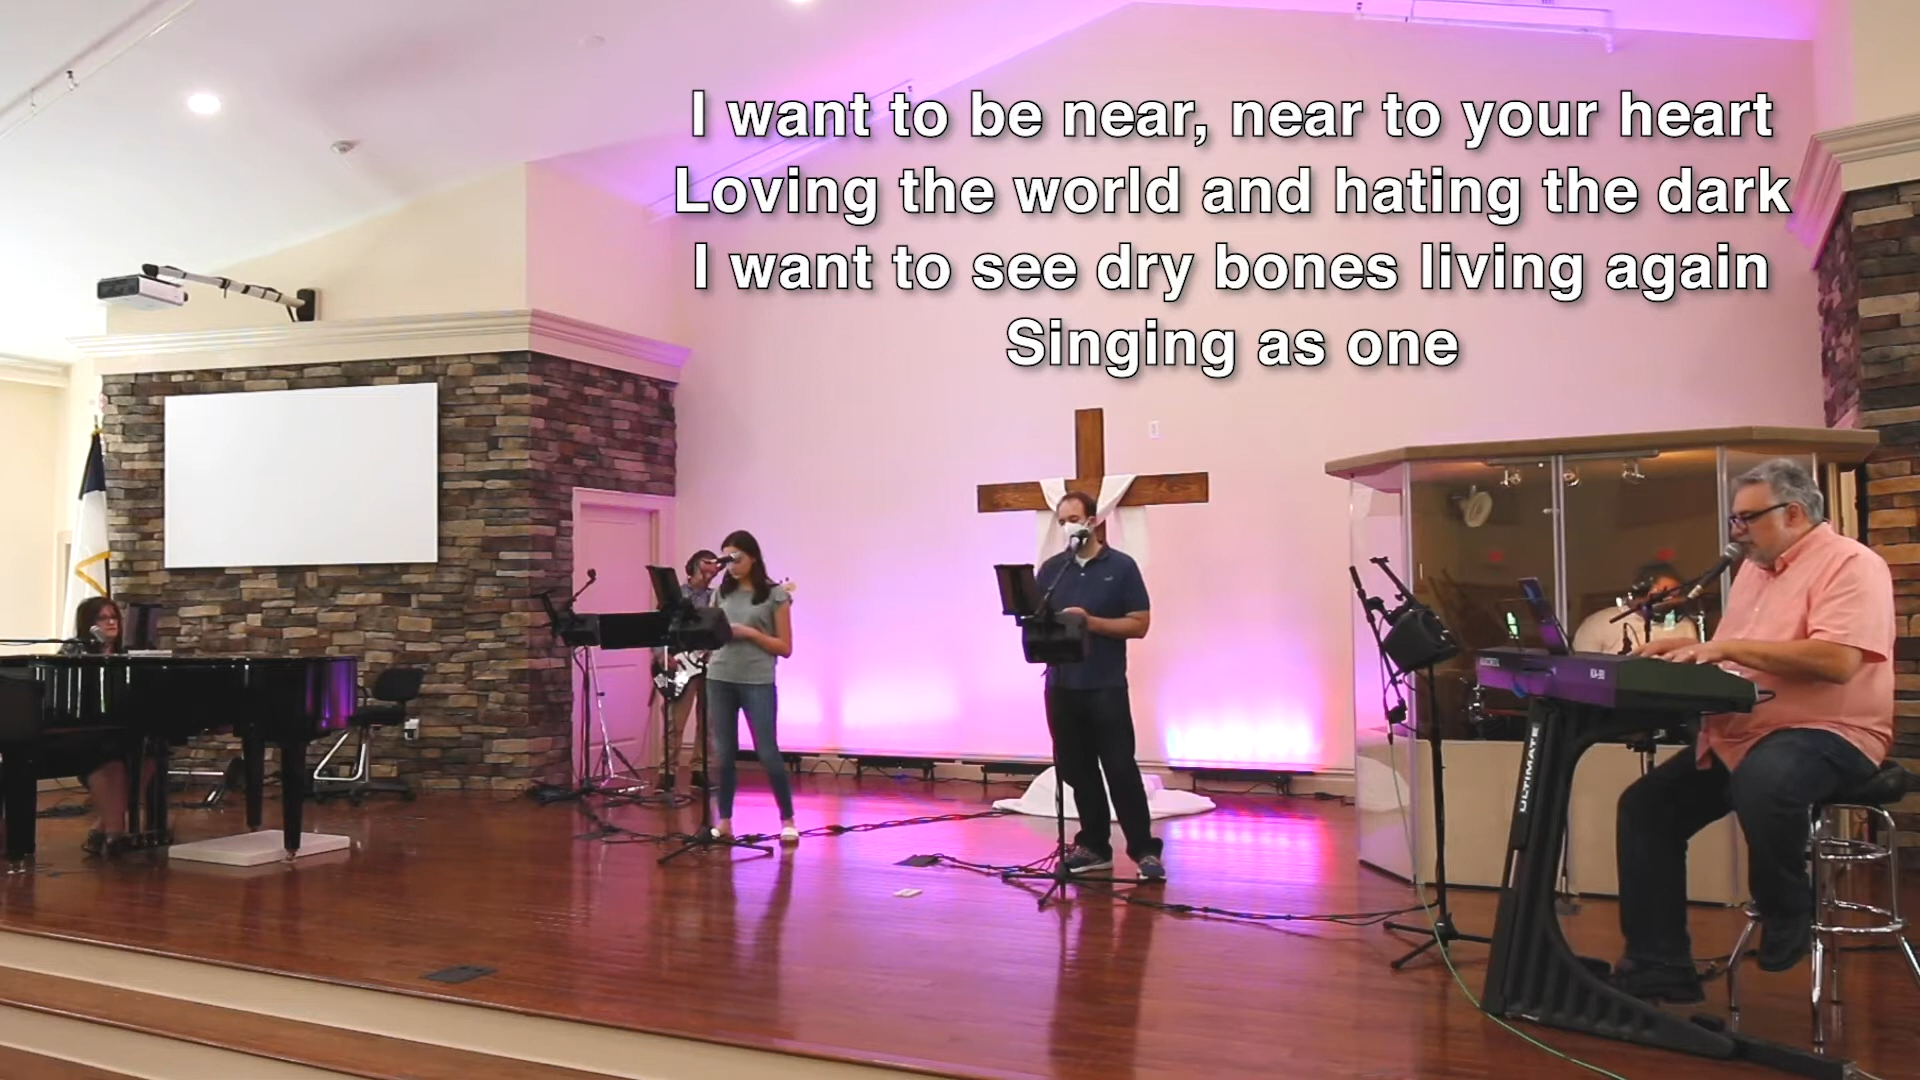 I want to be near, near to your heart
Loving the world and hating the dark
I want to see dry bones living again
Singing as one
ULTIMATE